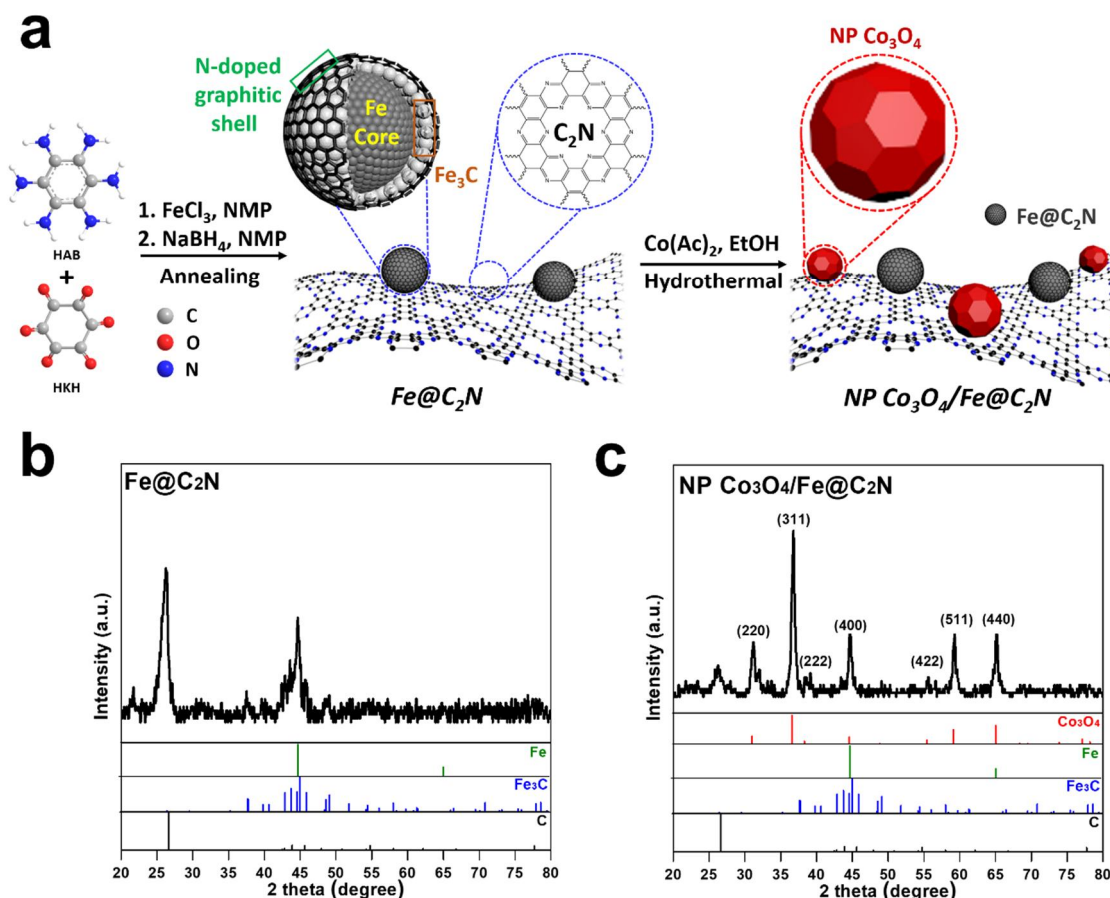 a
N-doped
graphitic
shell
Fe
Core
Fe₃C
C₂N
NP Co₃O₄
HAB
+
HKH
1. FeCl₃, NMP
2. NaBH₄, NMP
Annealing
C
O
N
Fe@C₂N
Co(Ac)₂, EtOH
Hydrothermal
Fe@C₂N
NP Co₃O₄/Fe@C₂N
b
Fe@C₂N
Intensity (a.u.)
Fe
Fe₃C
C
20 25 30 35 40 45 50 55 60 65 70 75 80
2 theta (degree)
c
NP Co₃O₄/Fe@C₂N
(220)
(311)
(222)
(400)
(422)
(511)
(440)
Intensity (a.u.)
Co₃O₄
Fe
Fe₃C
C
20 25 30 35 40 45 50 55 60 65 70 75 80
2 theta (degree)